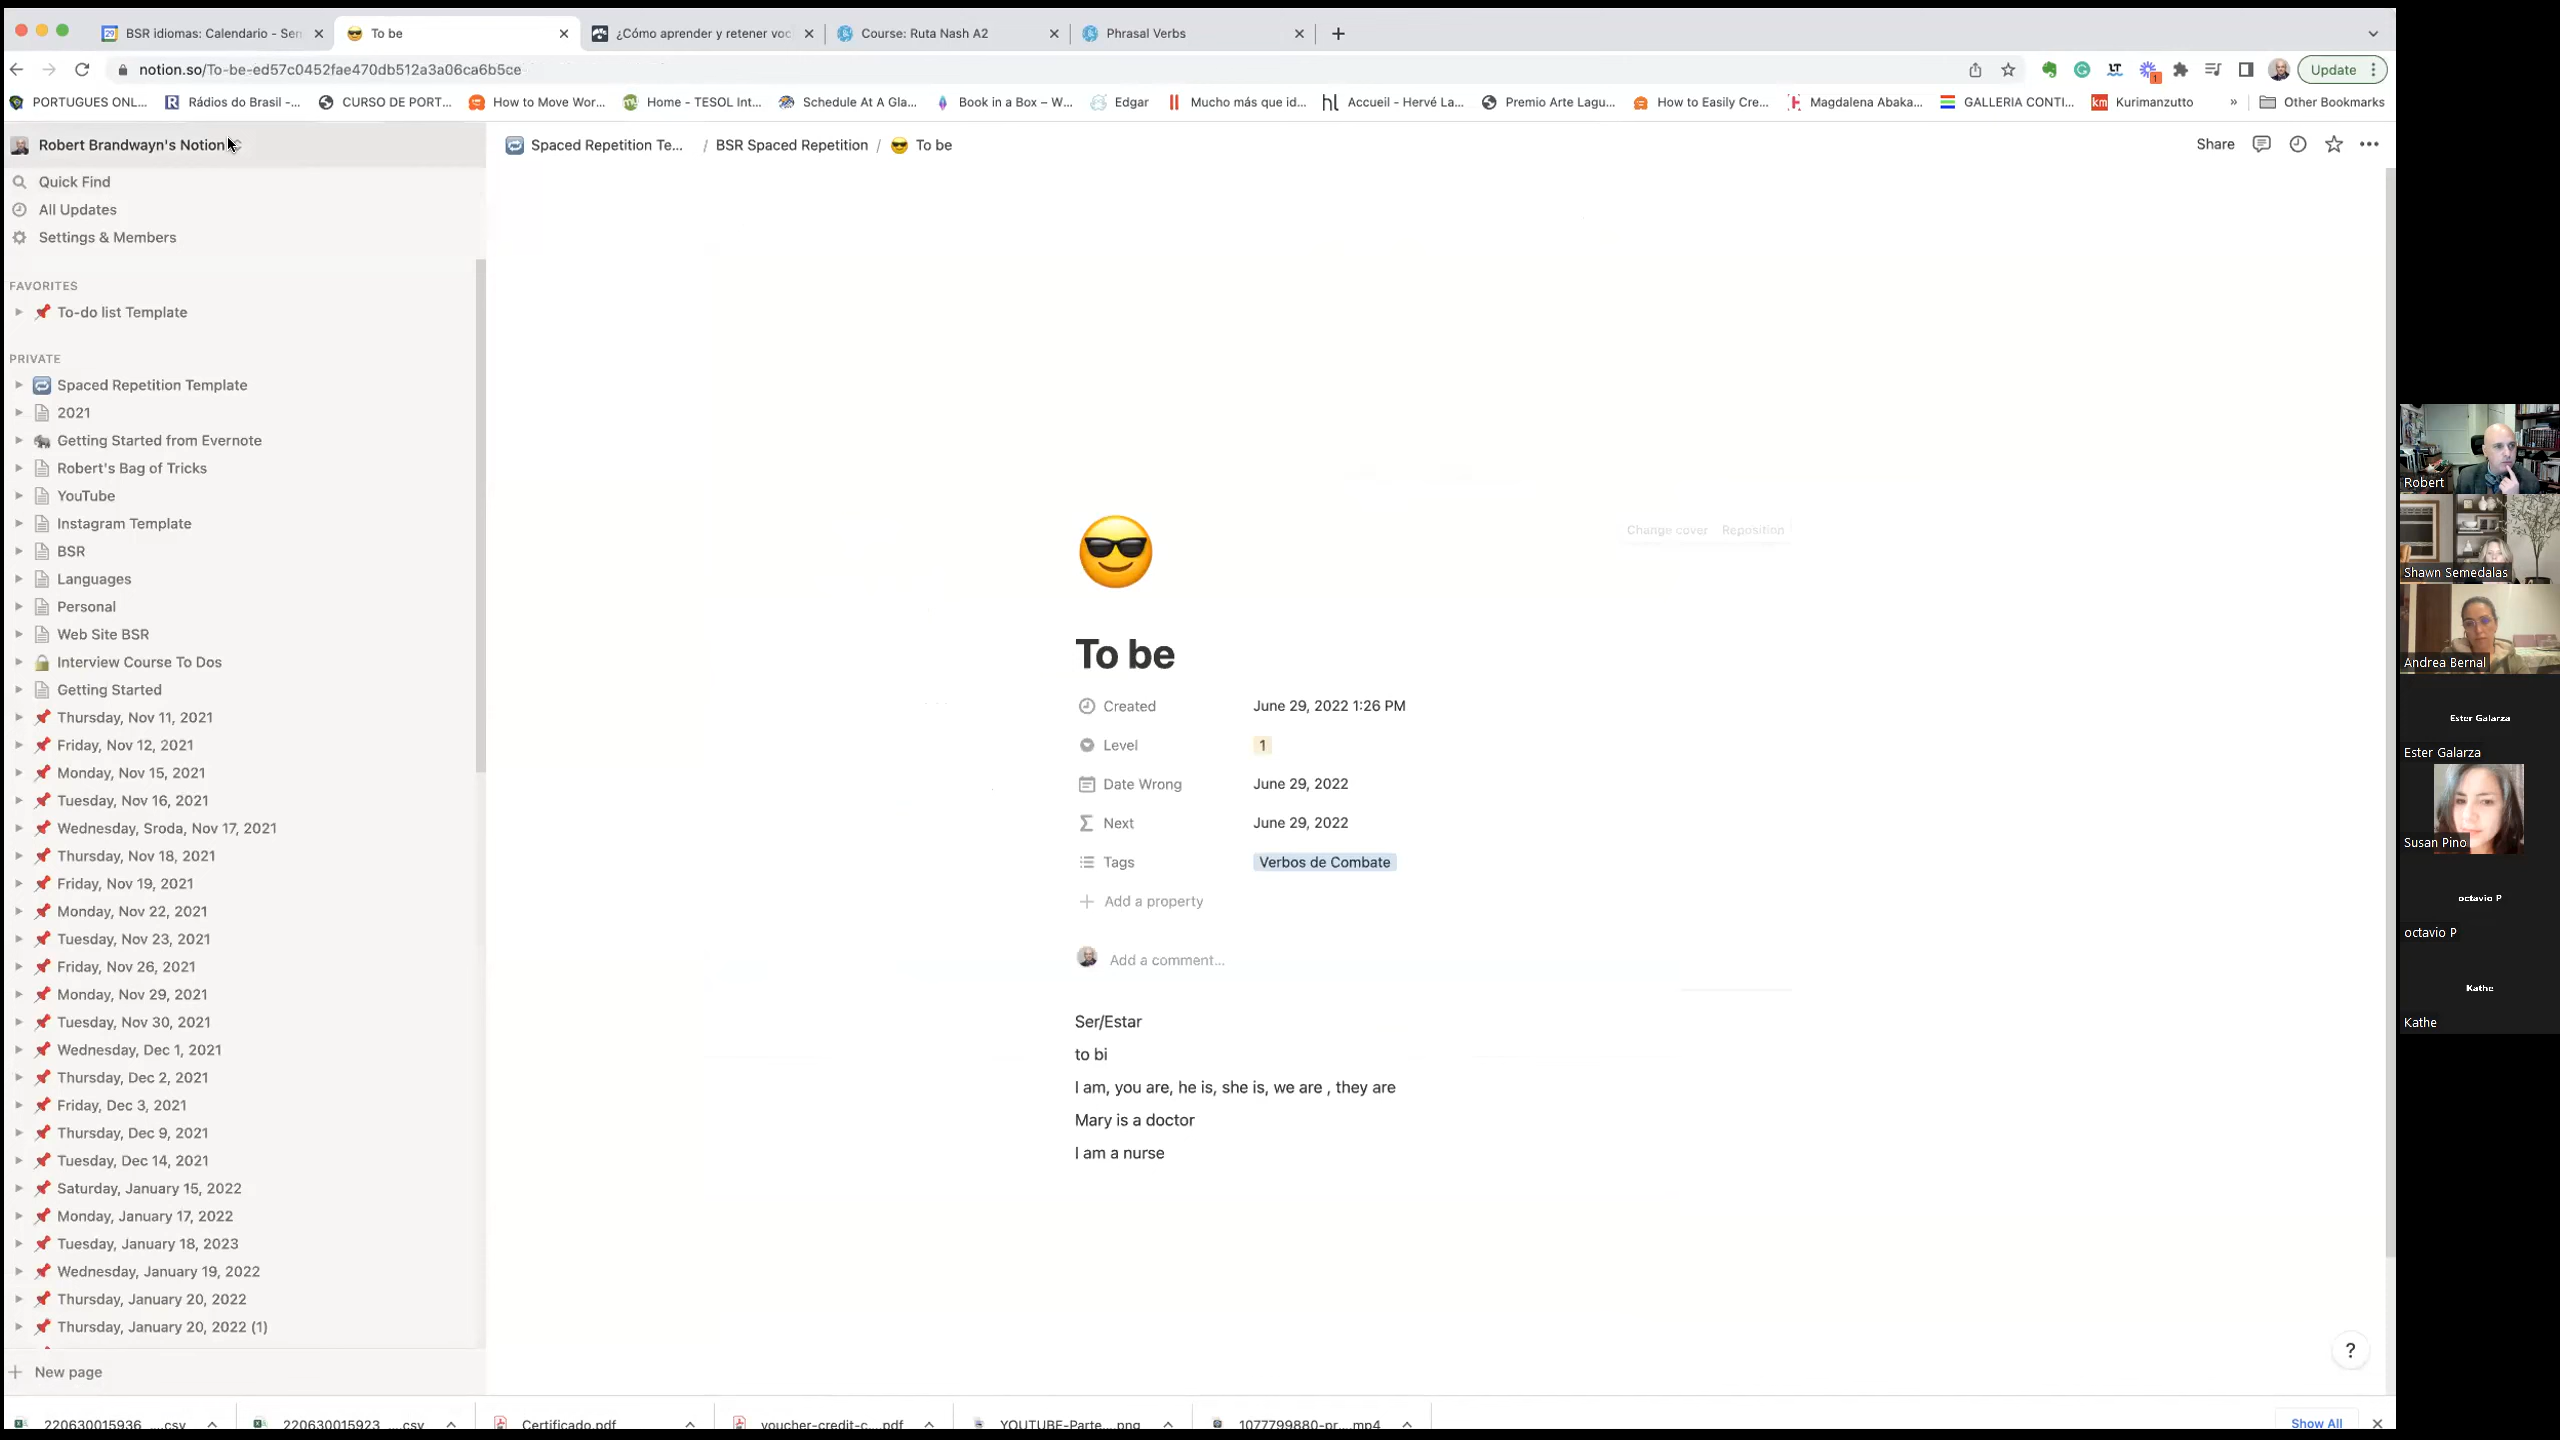 BSR idiomas: Calendario - Sen
To be
¿Cómo aprender y retener voc
Course: Ruta Nash A2
Phrasal Verbs
notion.so/To-be-ed57c0452fae470db512a3a06ca6b5ce
Update
PORTUGUES ONL...
Rádios do Brasil -...
CURSO DE PORT...
How to Move Wor...
Home - TESOL Int...
Schedule At A Gla...
Book in a Box – W...
Edgar
Mucho más que id...
Accueil - Hervé La...
Premio Arte Lagu...
How to Easily Cre...
Magdalena Abaka...
GALLERIA CONTI...
Kurimanzutto
»
Other Bookmarks
Robert Brandwayn's Notion
Spaced Repetition Te... / BSR Spaced Repetition / To be
Share
Quick Find
All Updates
Settings & Members
FAVORITES
To-do list Template
PRIVATE
Spaced Repetition Template
2021
Getting Started from Evernote
Robert's Bag of Tricks
YouTube
Instagram Template
BSR
Languages
Personal
Web Site BSR
Interview Course To Dos
Getting Started
Thursday, Nov 11, 2021
Friday, Nov 12, 2021
Monday, Nov 15, 2021
Tuesday, Nov 16, 2021
Wednesday, Sroda, Nov 17, 2021
Thursday, Nov 18, 2021
Friday, Nov 19, 2021
Monday, Nov 22, 2021
Tuesday, Nov 23, 2021
Friday, Nov 26, 2021
Monday, Nov 29, 2021
Tuesday, Nov 30, 2021
Wednesday, Dec 1, 2021
Thursday, Dec 2, 2021
Friday, Dec 3, 2021
Thursday, Dec 9, 2021
Tuesday, Dec 14, 2021
Saturday, January 15, 2022
Monday, January 17, 2022
Tuesday, January 18, 2023
Wednesday, January 19, 2022
Thursday, January 20, 2022
Thursday, January 20, 2022 (1)
New page
Change cover Reposition
To be
Created June 29, 2022 1:26 PM
Level 1
Date Wrong June 29, 2022
Next June 29, 2022
Tags Verbos de Combate
Add a property
Add a comment...
Ser/Estar
to bi
I am, you are, he is, she is, we are , they are
Mary is a doctor
I am a nurse
?
Robert
Shawn Semedalas
Andrea Bernal
Ester Galarza
Ester Galarza
Susan Pino
octavio P
octavio P
Kathe
Kathe
220630015936_....csv
220630015923_....csv
Certificado.pdf
voucher-credit-c....pdf
YOUTUBE-Parte....png
1077799880-pr....mp4
Show All